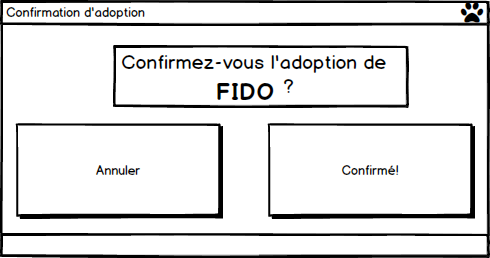 Confirmation d'adoption
Confirmez-vous l'adoption de
FIDO ?
Annuler
Confirmé!